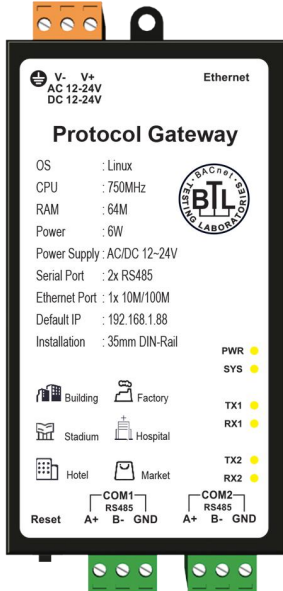 V- V+
AC 12-24V
DC 12-24V
Ethernet
Protocol Gateway
OS : Linux
CPU : 750MHz
RAM : 64M
Power : 6W
Power Supply : AC/DC 12~24V
Serial Port : 2x RS485
Ethernet Port : 1x 10M/100M
Default IP : 192.168.1.88
Installation : 35mm DIN-Rail
BACnet
TESTING LABORATORIES
BTL
PWR
SYS
TX1
RX1
TX2
RX2
Building
Factory
Stadium
Hospital
Hotel
Market
COM1
RS485
A+ B- GND
COM2
RS485
A+ B- GND
Reset